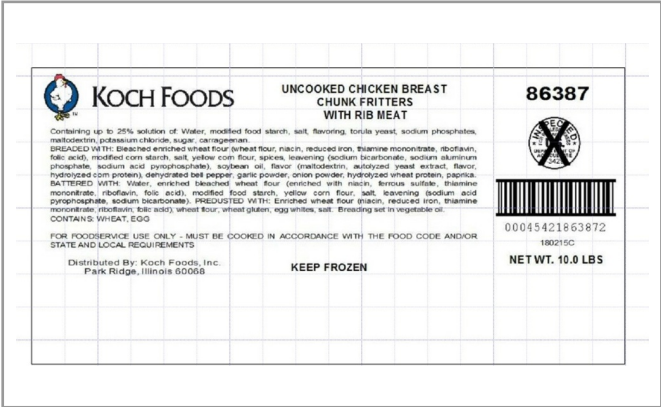 KOCH FOODS
TM
UNCOOKED CHICKEN BREAST
CHUNK FRITTERS
WITH RIB MEAT
86387
Containing up to 25% solution of: Water, modified food starch, salt, flavoring, torula yeast, sodium phosphates,
maltodextrin, potassium chloride, sugar, carrageenan.
BREADED WITH: Bleached enriched wheat flour (wheat flour, niacin, reduced iron, thiamine mononitrate, riboflavin,
folic acid), modified corn starch, salt, yellow corn flour, spices, leavening (sodium bicarbonate, sodium aluminum
phosphate, sodium acid pyrophosphate), soybean oil, flavor (maltodextrin, autolyzed yeast extract, flavor,
hydrolyzed corn protein), dehydrated bell pepper, garlic powder, onion powder, hydrolyzed wheat protein, paprika.
BATTERED WITH: Water, enriched bleached wheat flour (enriched with niacin, ferrous sulfate, thiamine
mononitrate, riboflavin, folic acid), modified food starch, yellow corn flour, salt, leavening (sodium acid
pyrophosphate, sodium bicarbonate). PREDUSTED WITH: Enriched wheat flour (niacin, reduced iron, thiamine
mononitrate, riboflavin, folic acid), wheat flour, wheat gluten, egg whites, salt. Breading set in vegetable oil.
CONTAINS: WHEAT, EGG
FOR FOODSERVICE USE ONLY - MUST BE COOKED IN ACCORDANCE WITH THE FOOD CODE AND/OR
STATE AND LOCAL REQUIREMENTS
Distributed By: Koch Foods, Inc.
Park Ridge, Illinois 60068
KEEP FROZEN
INSPECTED
00045421863872
180215C
NET WT. 10.0 LBS